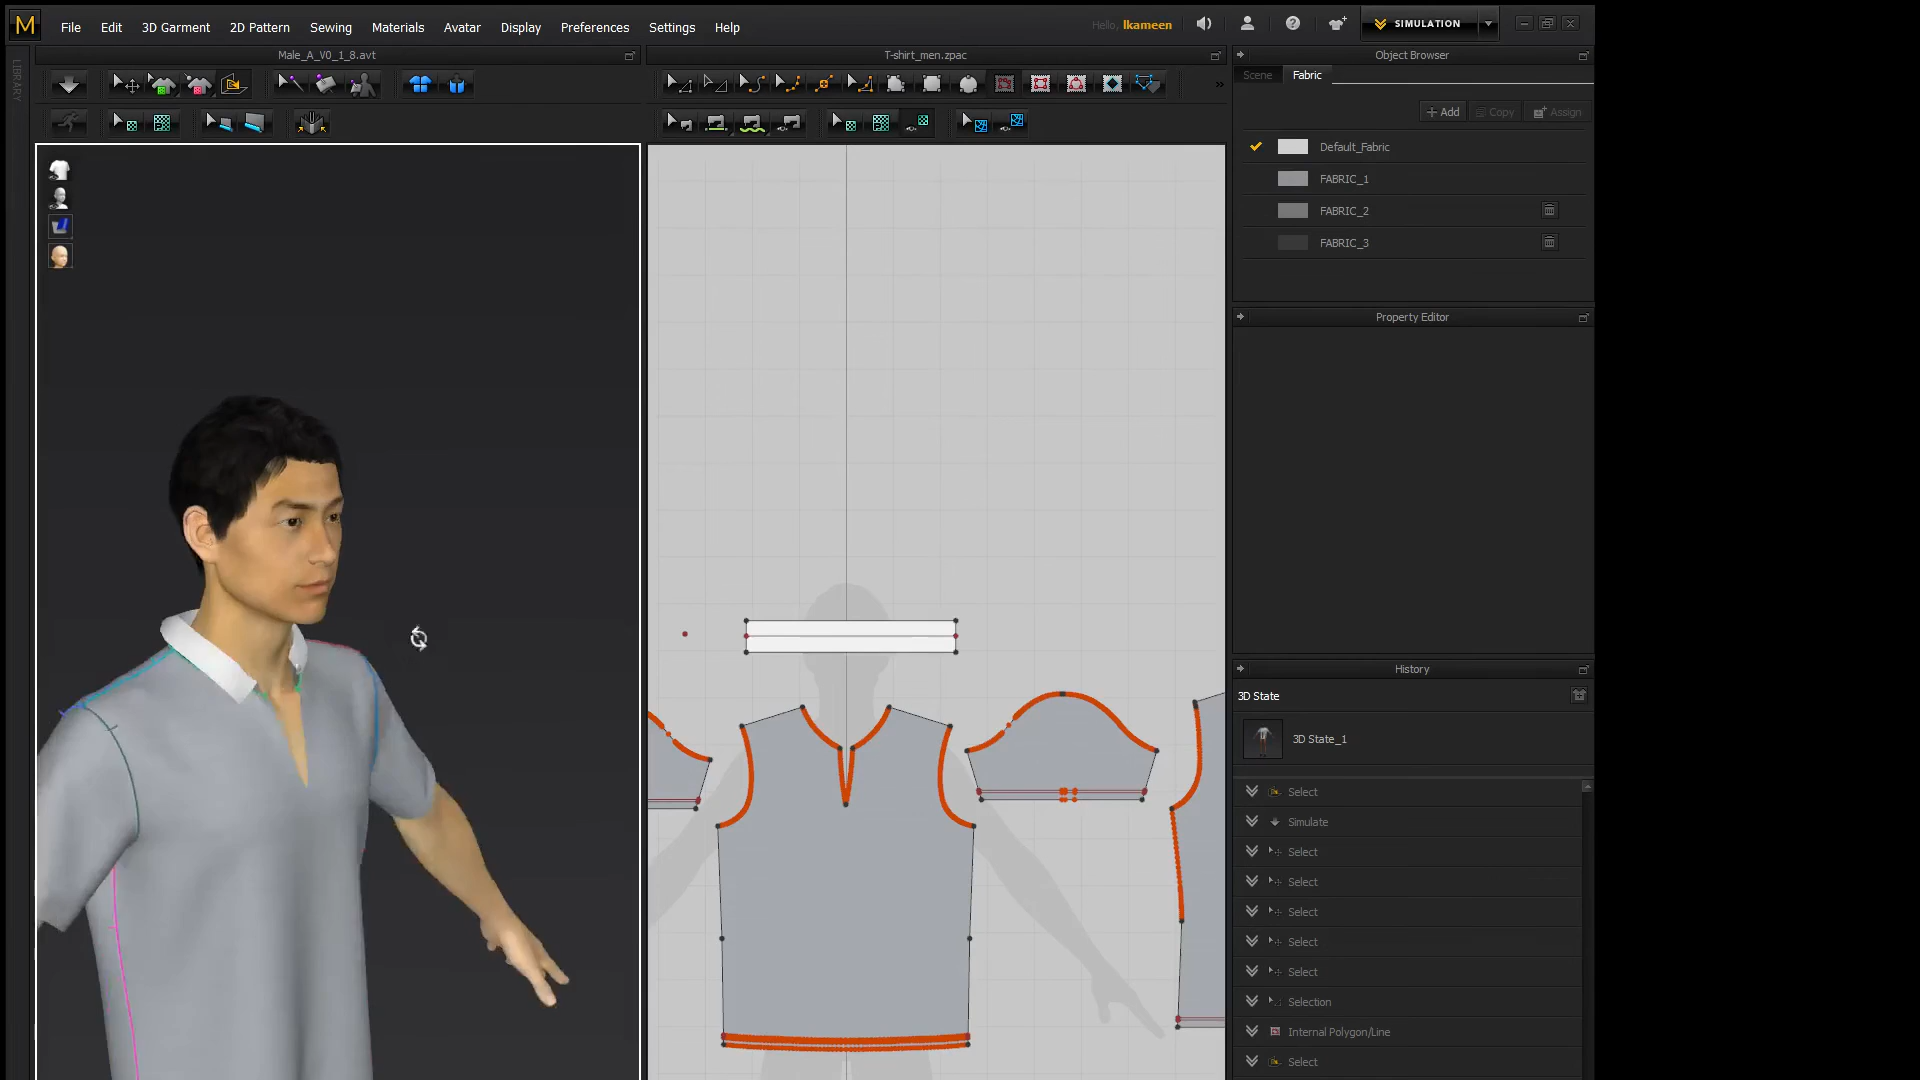 M File Edit 3D Garment 2D Pattern Sewing Materials Avatar Display Preferences Settings Help Hello, lkameen SIMULATION
Male_A_V0_1_8.avt T-shirt_men.zpac Object Browser
LIBRARY
Scene Fabric
+ Add Copy Assign
Default_Fabric
FABRIC_1
FABRIC_2
FABRIC_3
Property Editor
History
3D State
3D State_1
Select
Simulate
Select
Select
Select
Select
Select
Selection
Internal Polygon/Line
Select